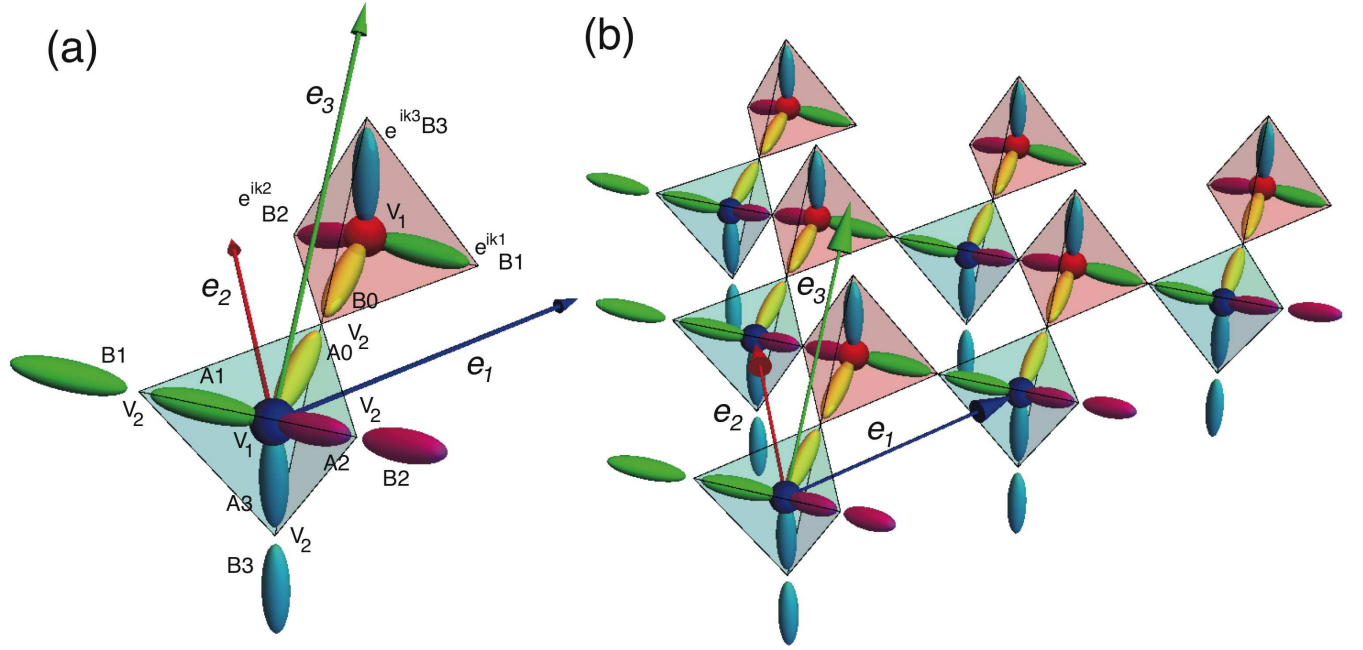 (a)
e3
e^ik3 B3
e^ik2 B2
V1
e^ik1 B1
e2
B0
V2
e1
A0
B1
A1
V2
V2
V1
A2
B2
A3
V2
B3
(b)
e3
e2
e1